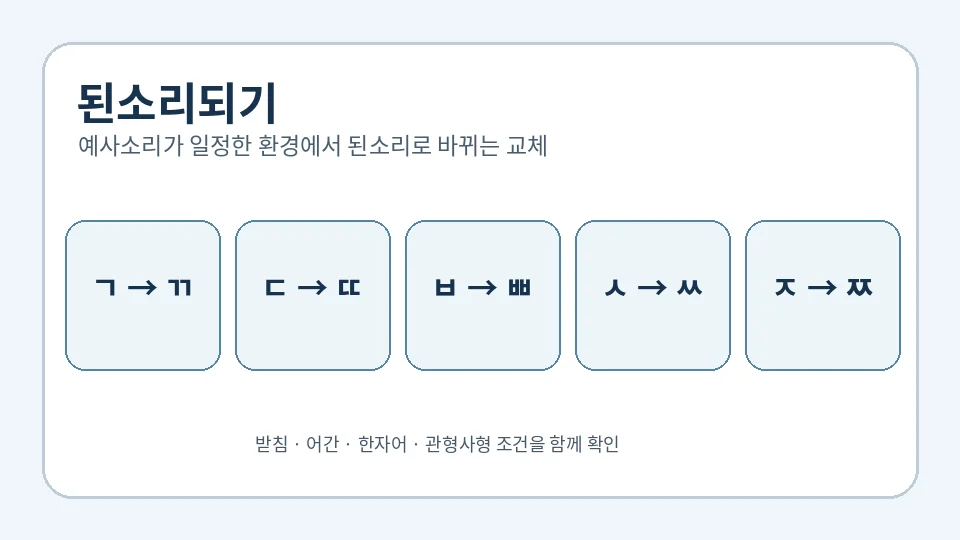 된소리되기
예사소리가 일정한 환경에서 된소리로 바뀌는 교체
ㄱ → ㄲ
ㄷ → ㄸ
ㅂ → ㅃ
ㅅ → ㅆ
ㅈ → ㅉ
받침 · 어간 · 한자어 · 관형사형 조건을 함께 확인